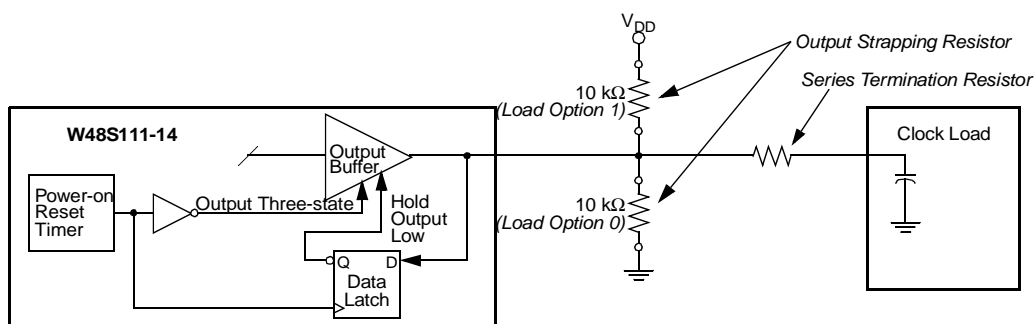 V_DD
Output Strapping Resistor
Series Termination Resistor
10 kΩ
(Load Option 1)
W48S111-14
Clock Load
Output
Buffer
Power-on
Reset
Timer
Output Three-state
Hold
Output
Low
10 kΩ
(Load Option 0)
Q
D
Data
Latch